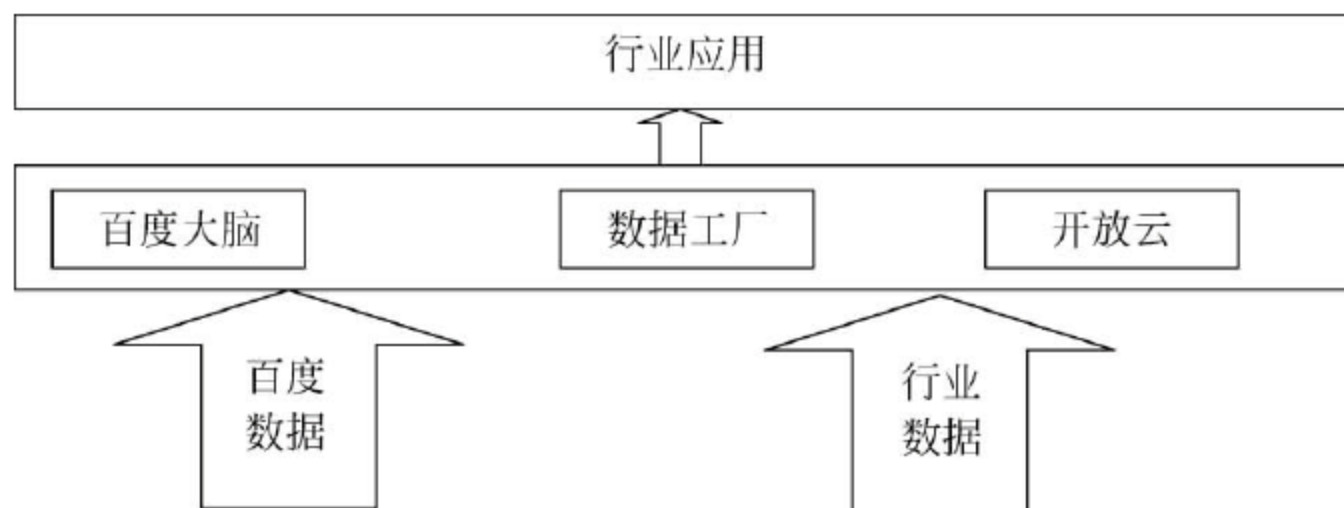 行业应用
百度大脑
数据工厂
开放云
百度
数据
行业
数据